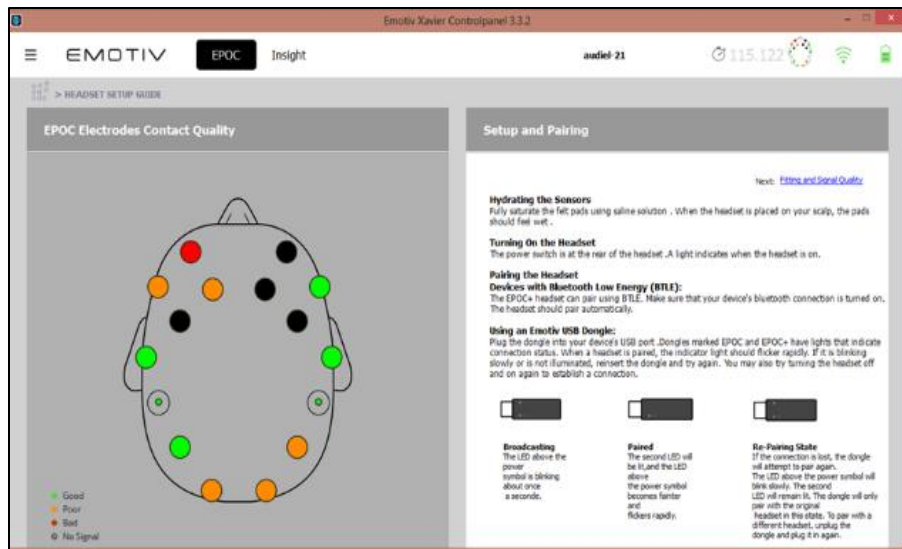 Emotiv Xavier Controlpanel 3.3.2
EMOTIV
EPOC
Insight
audiel-21
115.122
> HEADSET SETUP GUIDE
EPOC Electrodes Contact Quality
Good
Poor
Bad
No Signal
Setup and Pairing
Next: Fitting and Signal Quality
Hydrating the Sensors
Fully saturate the felt pads using saline solution . When the headset is placed on your scalp, the pads
should feel wet .
Turning On the Headset
The power switch is at the rear of the headset .A light indicates when the headset is on.
Pairing the Headset
Devices with Bluetooth Low Energy (BTLE):
The EPOC+ headset can pair using BTLE. Make sure that your device's bluetooth connection is turned on.
The headset should pair automatically.
Using an Emotiv USB Dongle:
Plug the dongle into your device's USB port .Dongles marked EPOC and EPOC+ have lights that indicate
connection status. When a headset is paired, the indicator light should flicker rapidly. If it is blinking
slowly or is not illuminated, reinsert the dongle and try again. You may also try turning the headset off
and on again to establish a connection.
Broadcasting
The LED above the
power
symbol is blinking
about once
a seconde.
Paired
The second LED will
be lit,and the LED
above
the power symbol
becomes fainter
and
flickers rapidly.
Re-Pairing State
If the connection is lost, the dongle
will attempt to pair again.
The LED above the power symbol will
blink slowly. The second
LED will remain lit. The dongle will only
pair with the original
headset in this state. To pair with a
different headset, unplug the
dongle and plug it in again.